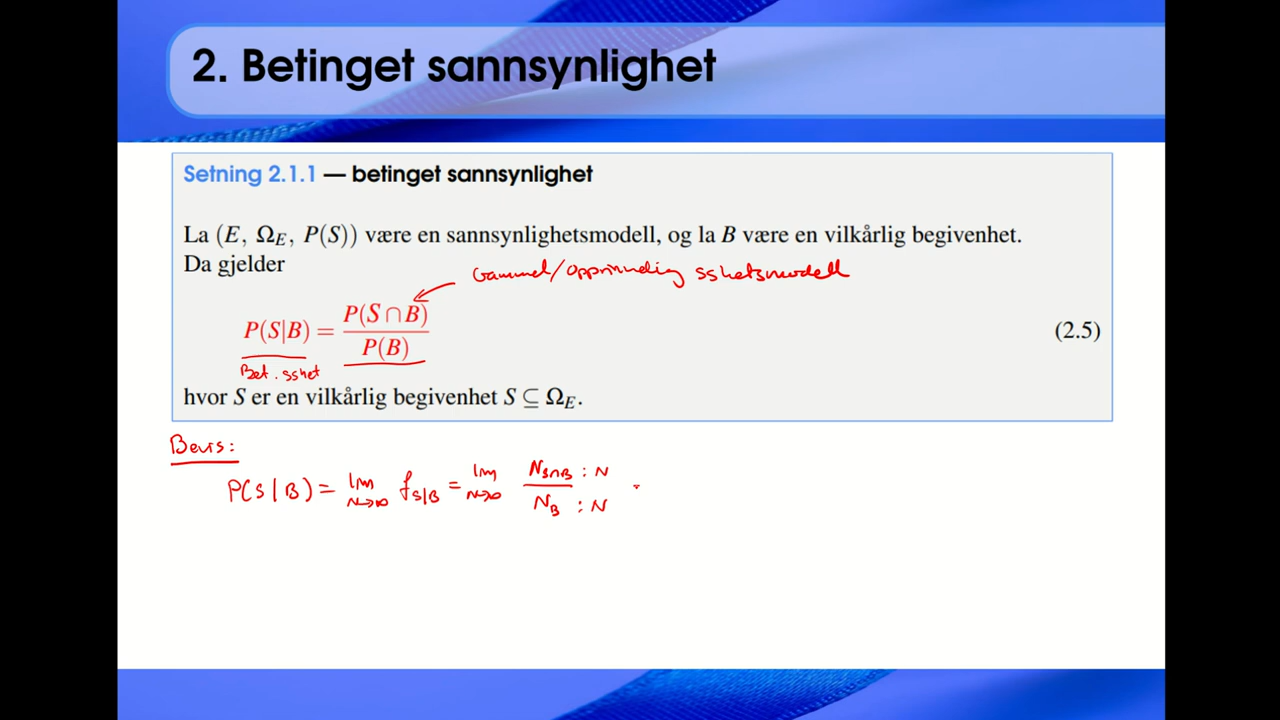 2. Betinget sannsynlighet
Setning 2.1.1 — betinget sannsynlighet
La (E, Ω_E, P(S)) være en sannsynlighetsmodell, og la B være en vilkårlig begivenhet.
Da gjelder
Gammel/opprinnelig sshetsmodell
P(S|B) = P(S∩B) / P(B) (2.5)
Bet. sshet
hvor S er en vilkårlig begivenhet S ⊆ Ω_E.
Bevis:
P(S|B) = lim_{N→∞} f_{S|B} = lim_{N→∞} N_{S∩B} : N / N_B : N